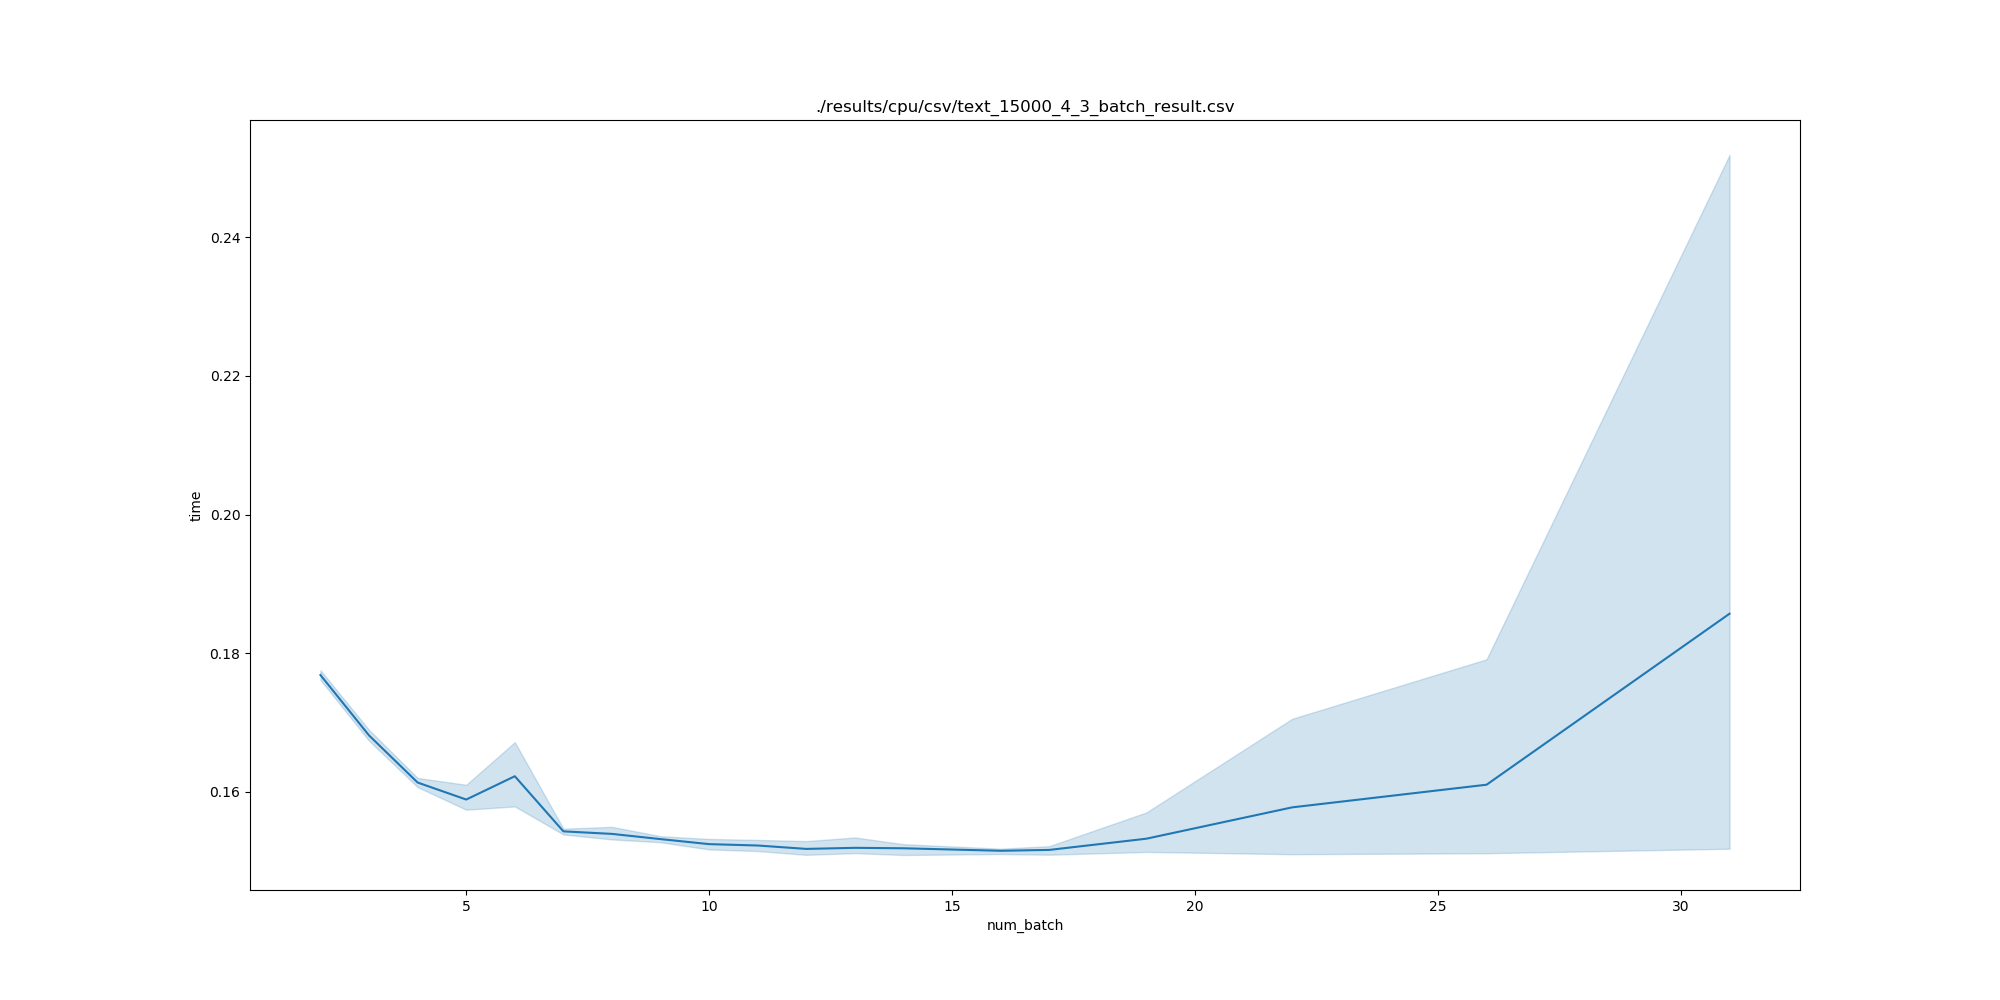 ./results/cpu/csv/text_15000_4_3_batch_result.csv
0.24
0.22
0.20
0.18
0.16
time
5 10 15 20 25 30
num_batch